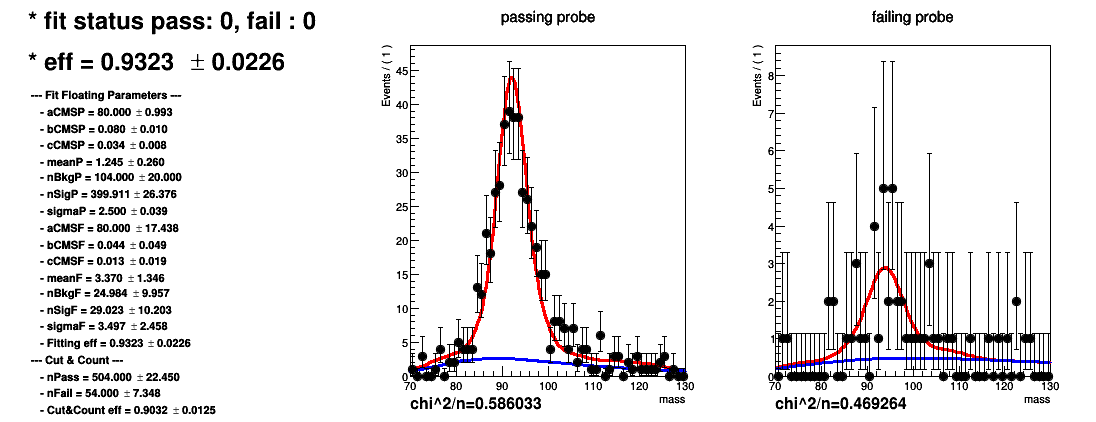 * fit status pass: 0, fail : 0
* eff = 0.9323 ± 0.0226
--- Fit Floating Parameters ---
- aCMSP = 80.000 ± 0.993
- bCMSP = 0.080 ± 0.010
- cCMSP = 0.034 ± 0.008
- meanP = 1.245 ± 0.260
- nBkgP = 104.000 ± 20.000
- nSigP = 399.911 ± 26.376
- sigmaP = 2.500 ± 0.039
- aCMSF = 80.000 ± 17.438
- bCMSF = 0.044 ± 0.049
- cCMSF = 0.013 ± 0.019
- meanF = 3.370 ± 1.346
- nBkgF = 24.984 ± 9.957
- nSigF = 29.023 ± 10.203
- sigmaF = 3.497 ± 2.458
- Fitting eff = 0.9323 ± 0.0226
--- Cut & Count ---
- nPass = 504.000 ± 22.450
- nFail = 54.000 ± 7.348
- Cut&Count eff = 0.9032 ± 0.0125
passing probe
Events / ( 1 )
45
40
35
30
25
20
15
10
5
0
70 80 90 100 110 120 130
mass
chi^2/n=0.586033
failing probe
Events / ( 1 )
8
7
6
5
4
3
2
1
0
70 80 90 100 110 120 130
mass
chi^2/n=0.469264